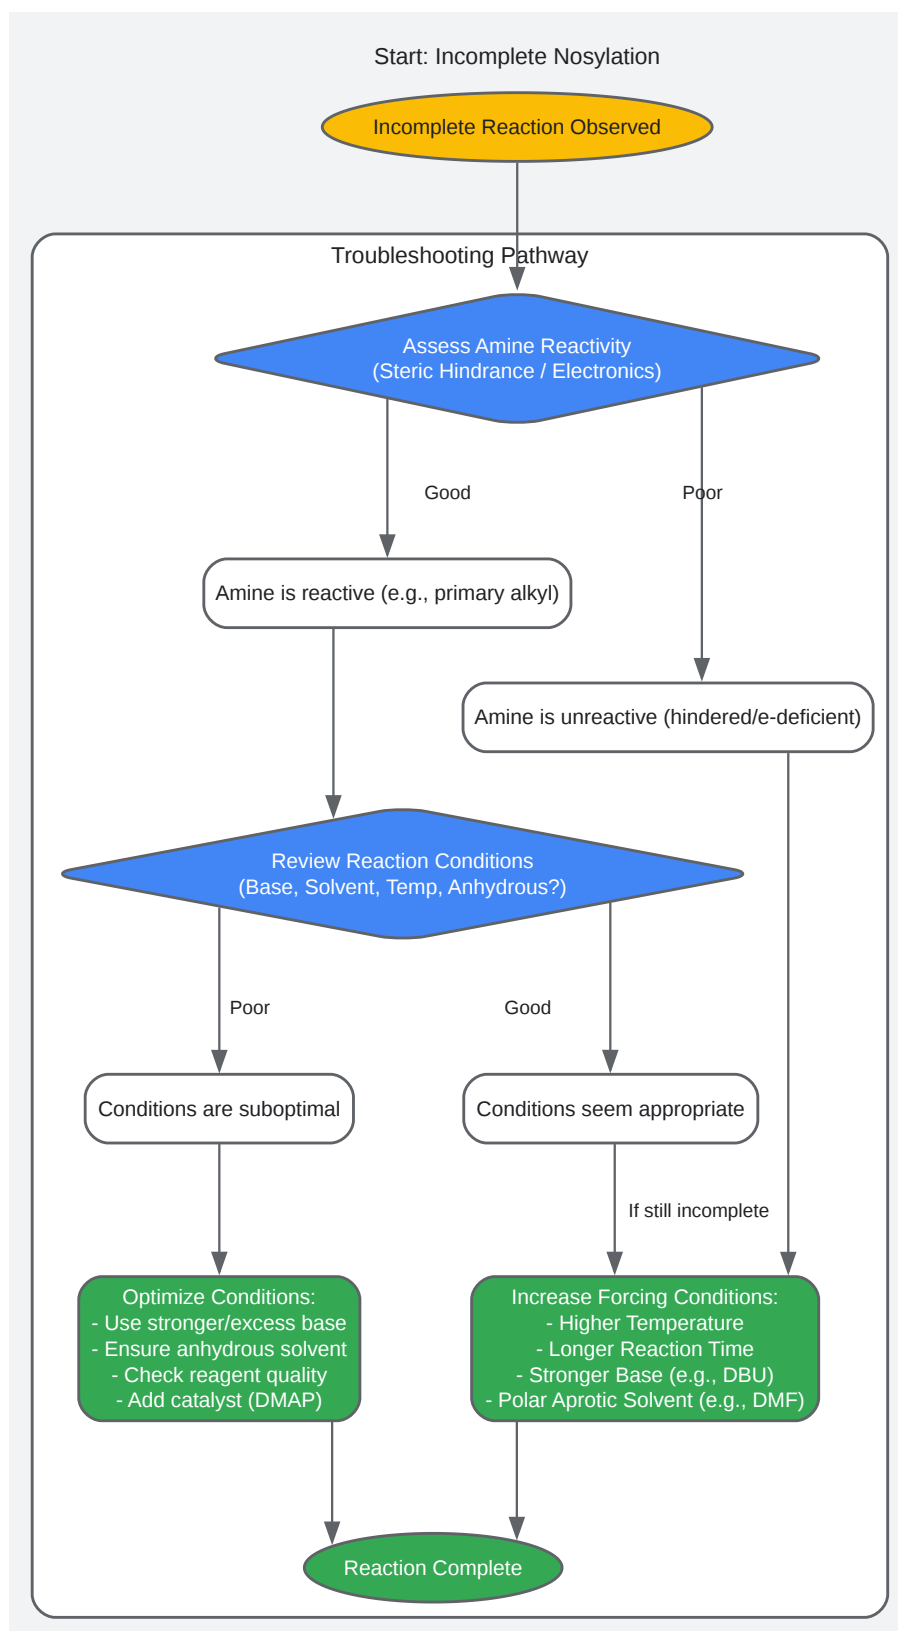 Start: Incomplete Nosylation
Incomplete Reaction Observed
Troubleshooting Pathway
Assess Amine Reactivity
(Steric Hindrance / Electronics)
Good
Poor
Amine is reactive (e.g., primary alkyl)
Amine is unreactive (hindered/e-deficient)
Review Reaction Conditions
(Base, Solvent, Temp, Anhydrous?)
Poor
Good
Conditions are suboptimal
Conditions seem appropriate
If still incomplete
Optimize Conditions:
- Use stronger/excess base
- Ensure anhydrous solvent
- Check reagent quality
- Add catalyst (DMAP)
Increase Forcing Conditions:
- Higher Temperature
- Longer Reaction Time
- Stronger Base (e.g., DBU)
- Polar Aprotic Solvent (e.g., DMF)
Reaction Complete